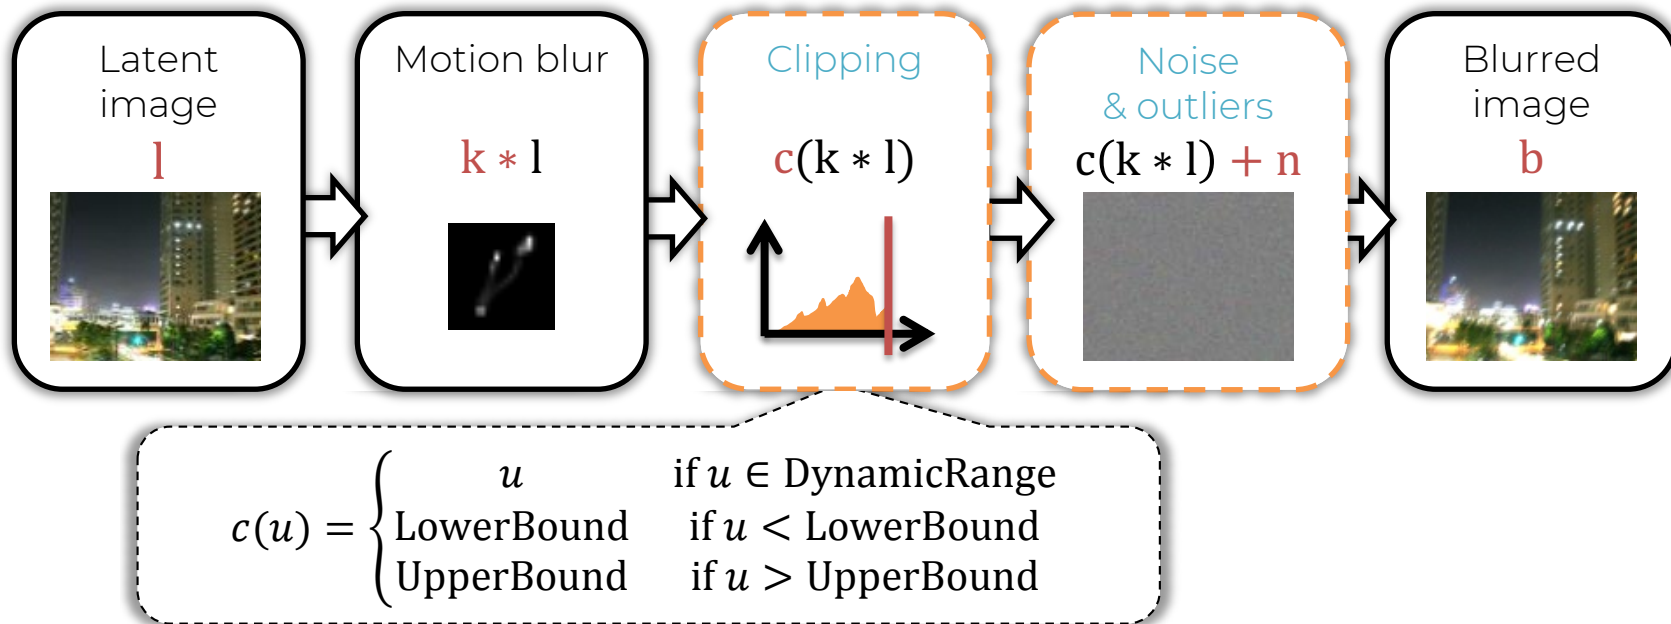 Latent
image
l
Motion blur
k ∗ l
Clipping
c(k ∗ l)
Noise
& outliers
c(k ∗ l) + n
Blurred
image
b
c(u) = { u if u ∈ DynamicRange
LowerBound if u < LowerBound
UpperBound if u > UpperBound